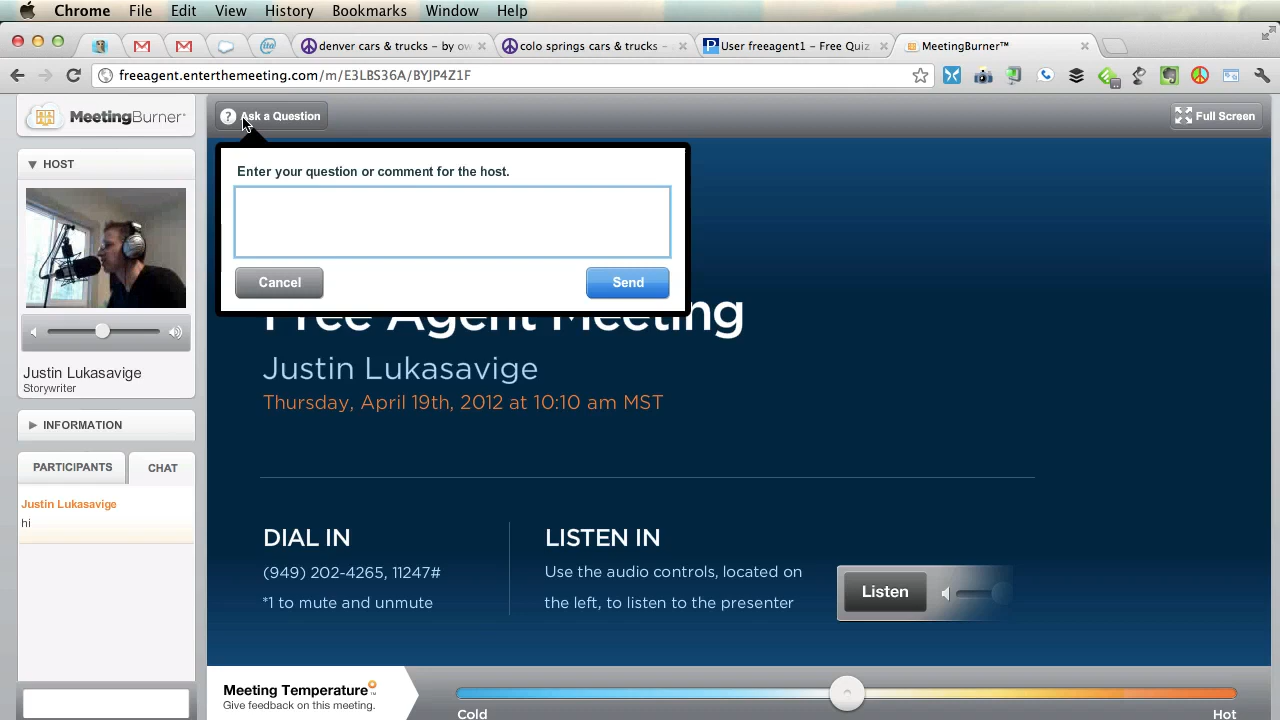 Chrome File Edit View History Bookmarks Window Help
denver cars & trucks – by ow
colo springs cars & trucks -
User freeagent1 – Free Quiz
MeetingBurner™
freeagent.enterthemeeting.com/m/E3LBS36A/BYJP4Z1F
MeetingBurner
? Ask a Question
Full Screen
HOST
Enter your question or comment for the host.
Cancel
Send
Free Agent Meeting
Justin Lukasavige
Thursday, April 19th, 2012 at 10:10 am MST
Justin Lukasavige
Storywriter
INFORMATION
PARTICIPANTS
CHAT
Justin Lukasavige
hi
DIAL IN
(949) 202-4265, 11247#
*1 to mute and unmute
LISTEN IN
Use the audio controls, located on
the left, to listen to the presenter
Listen
Meeting Temperature
Give feedback on this meeting.
Cold
Hot